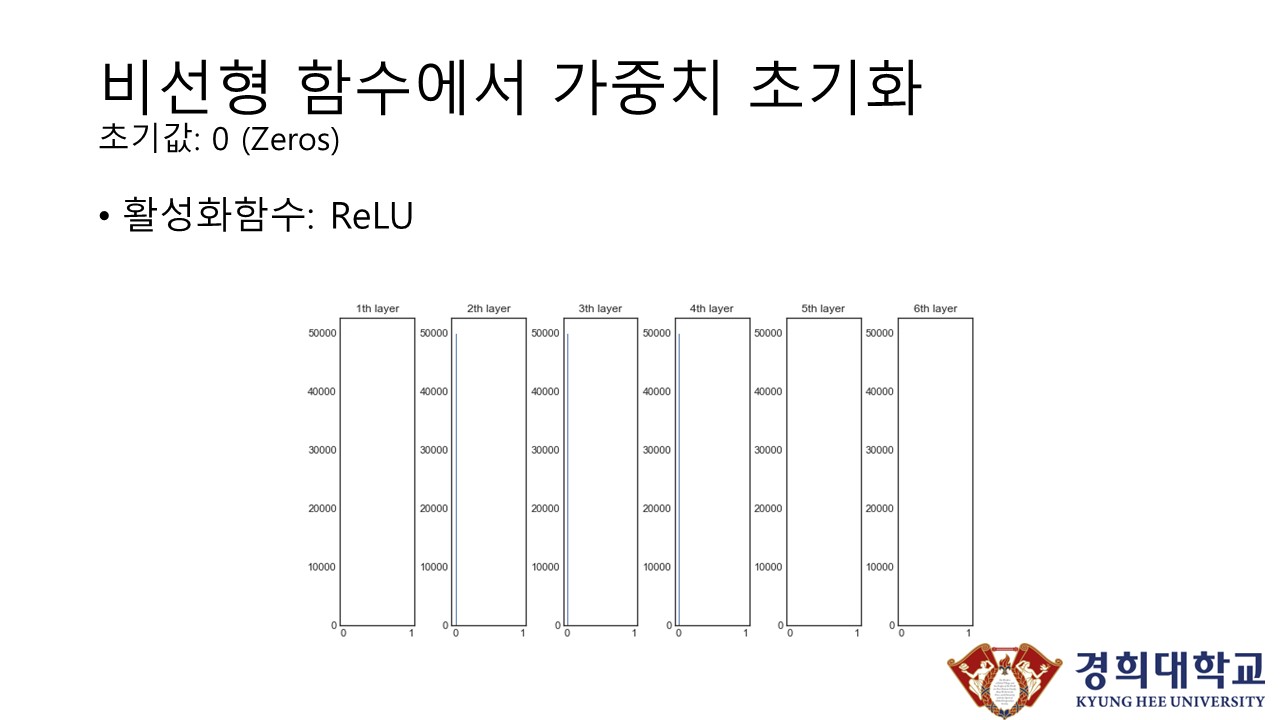 비선형 함수에서 가중치 초기화
초기값: 0 (Zeros)
• 활성화함수: ReLU
1th layer 2th layer 3th layer 4th layer 5th layer 6th layer
50000 50000 50000 50000 50000 50000
40000 40000 40000 40000 40000 40000
30000 30000 30000 30000 30000 30000
20000 20000 20000 20000 20000 20000
10000 10000 10000 10000 10000 10000
0 0 0 0 0 0
0 1 0 1 0 1 0 1 0 1 0 1
경희대학교
KYUNG HEE UNIVERSITY